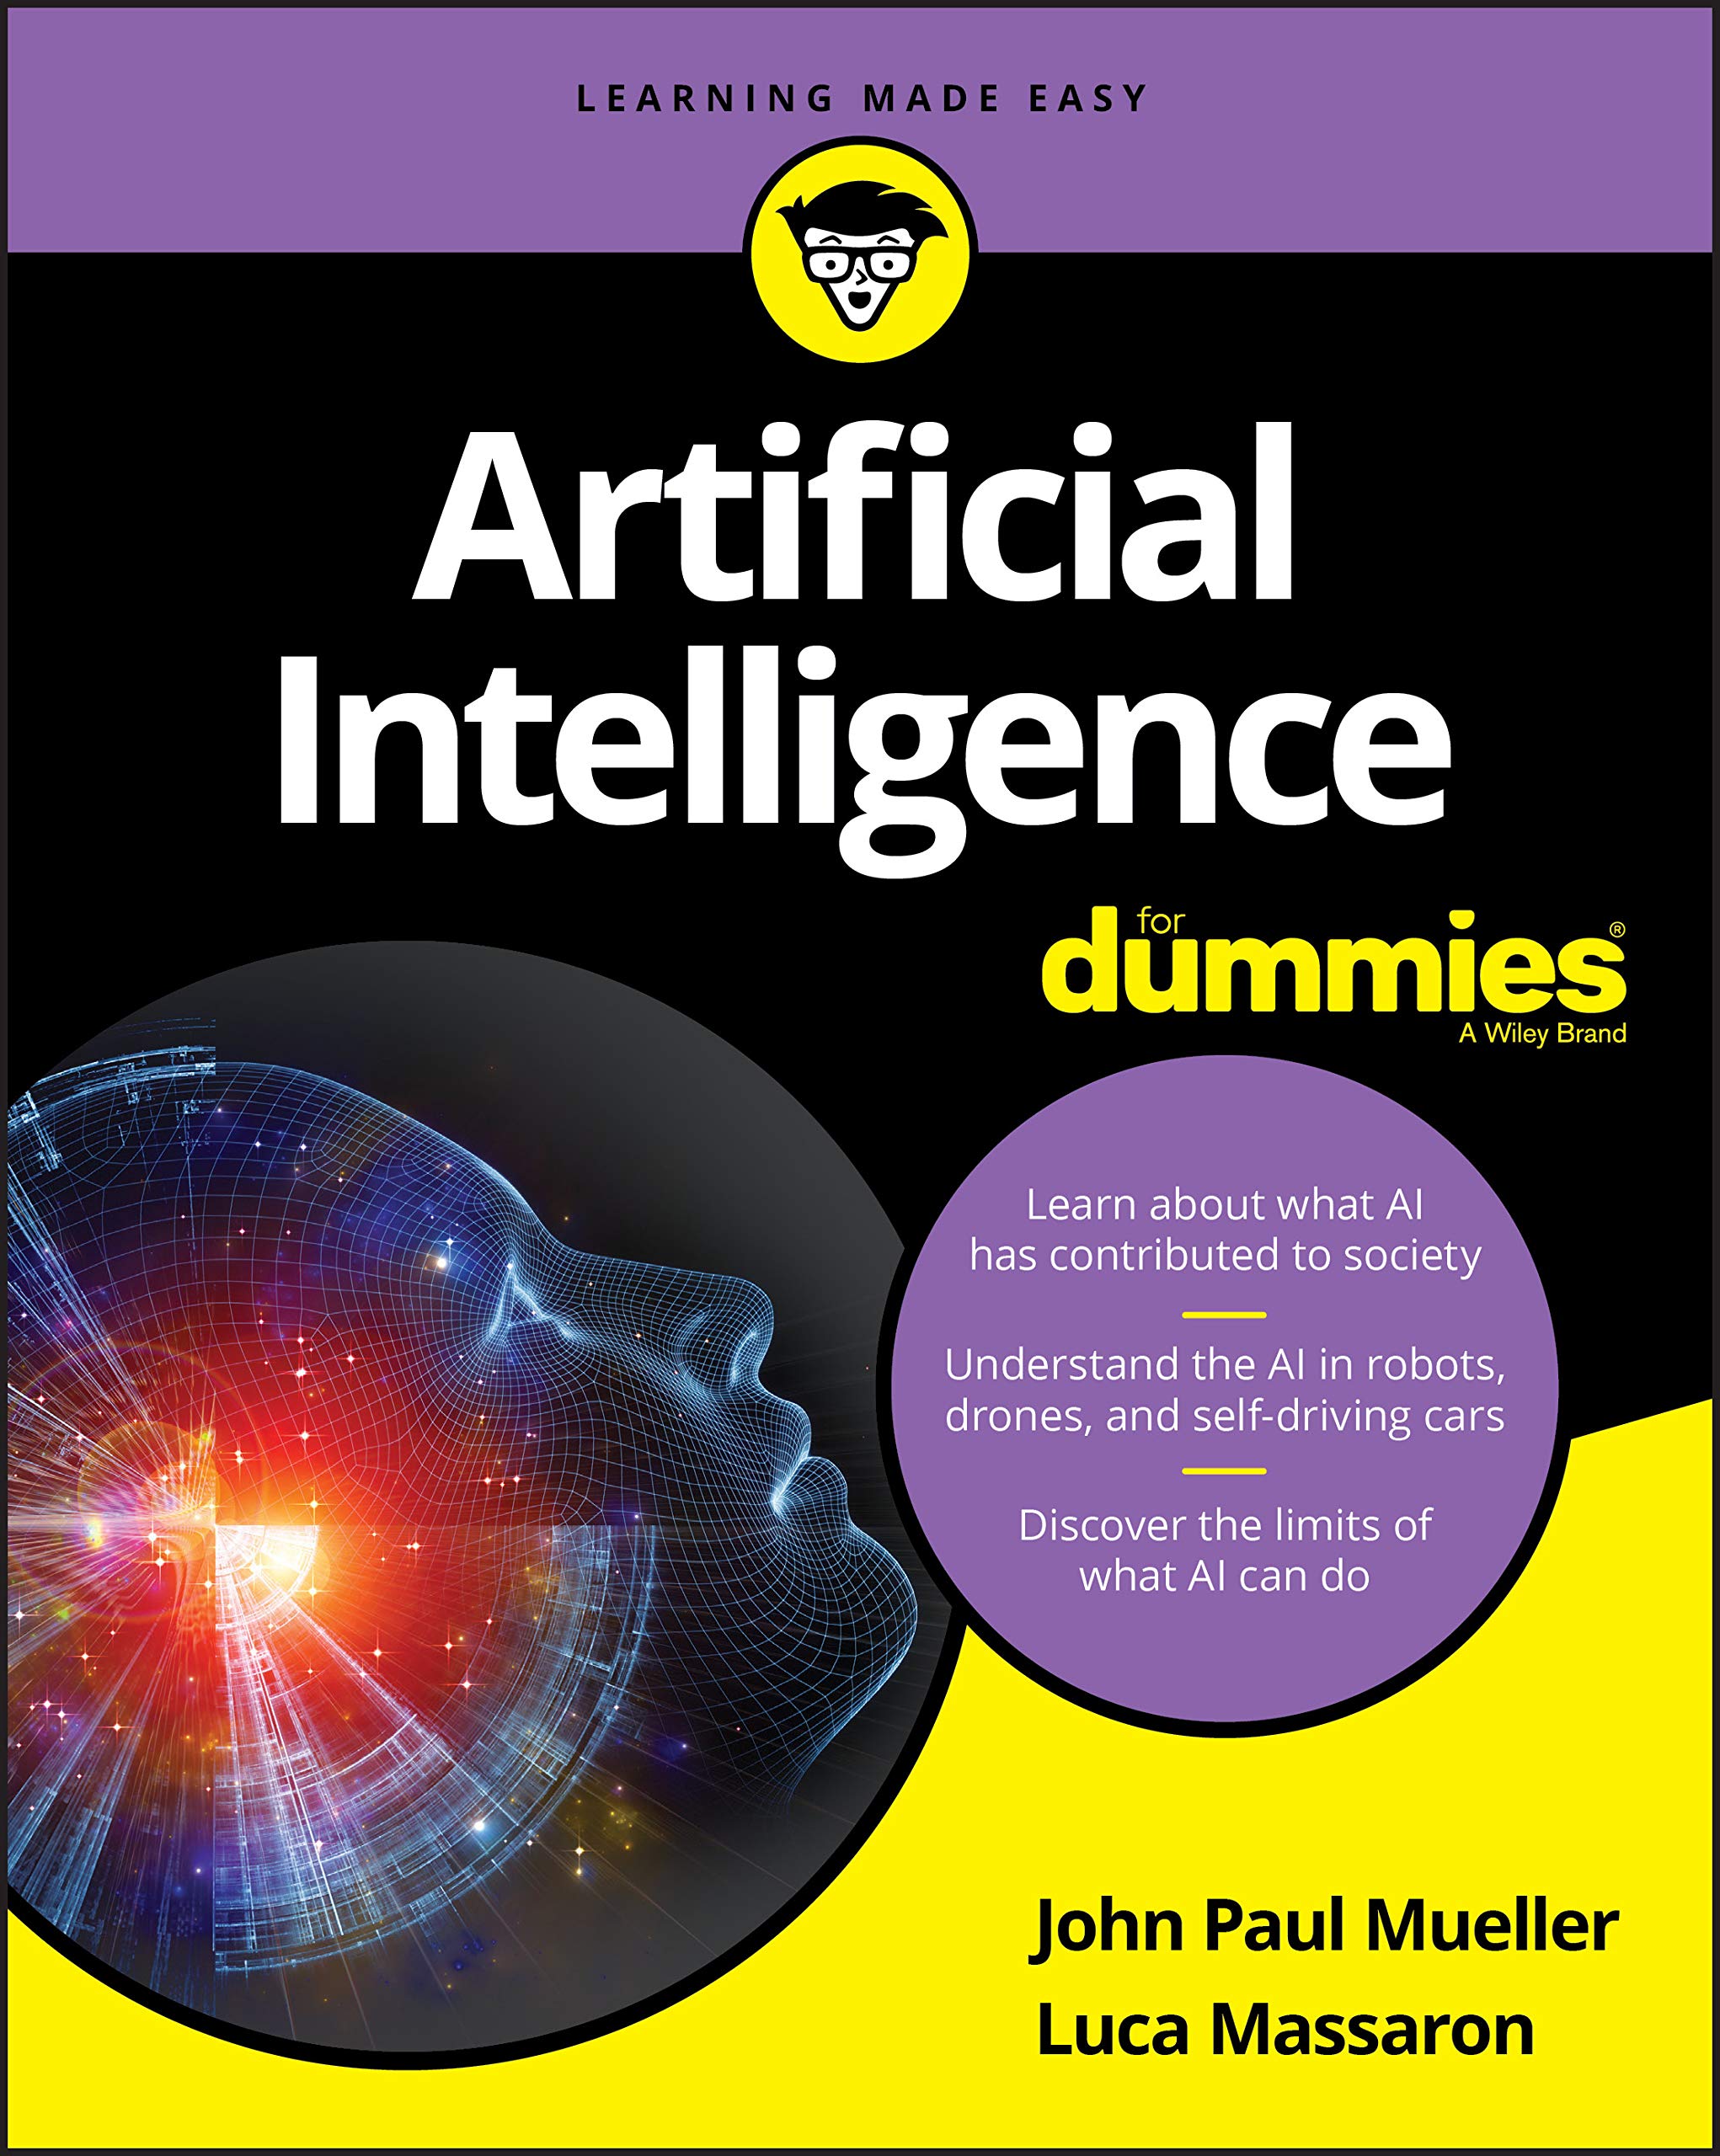 LEARNING MADE EASY
Artificial
Intelligence
for
dummies®
A Wiley Brand
Learn about what AI
has contributed to society
Understand the AI in robots,
drones, and self-driving cars
Discover the limits of
what AI can do
John Paul Mueller
Luca Massaron